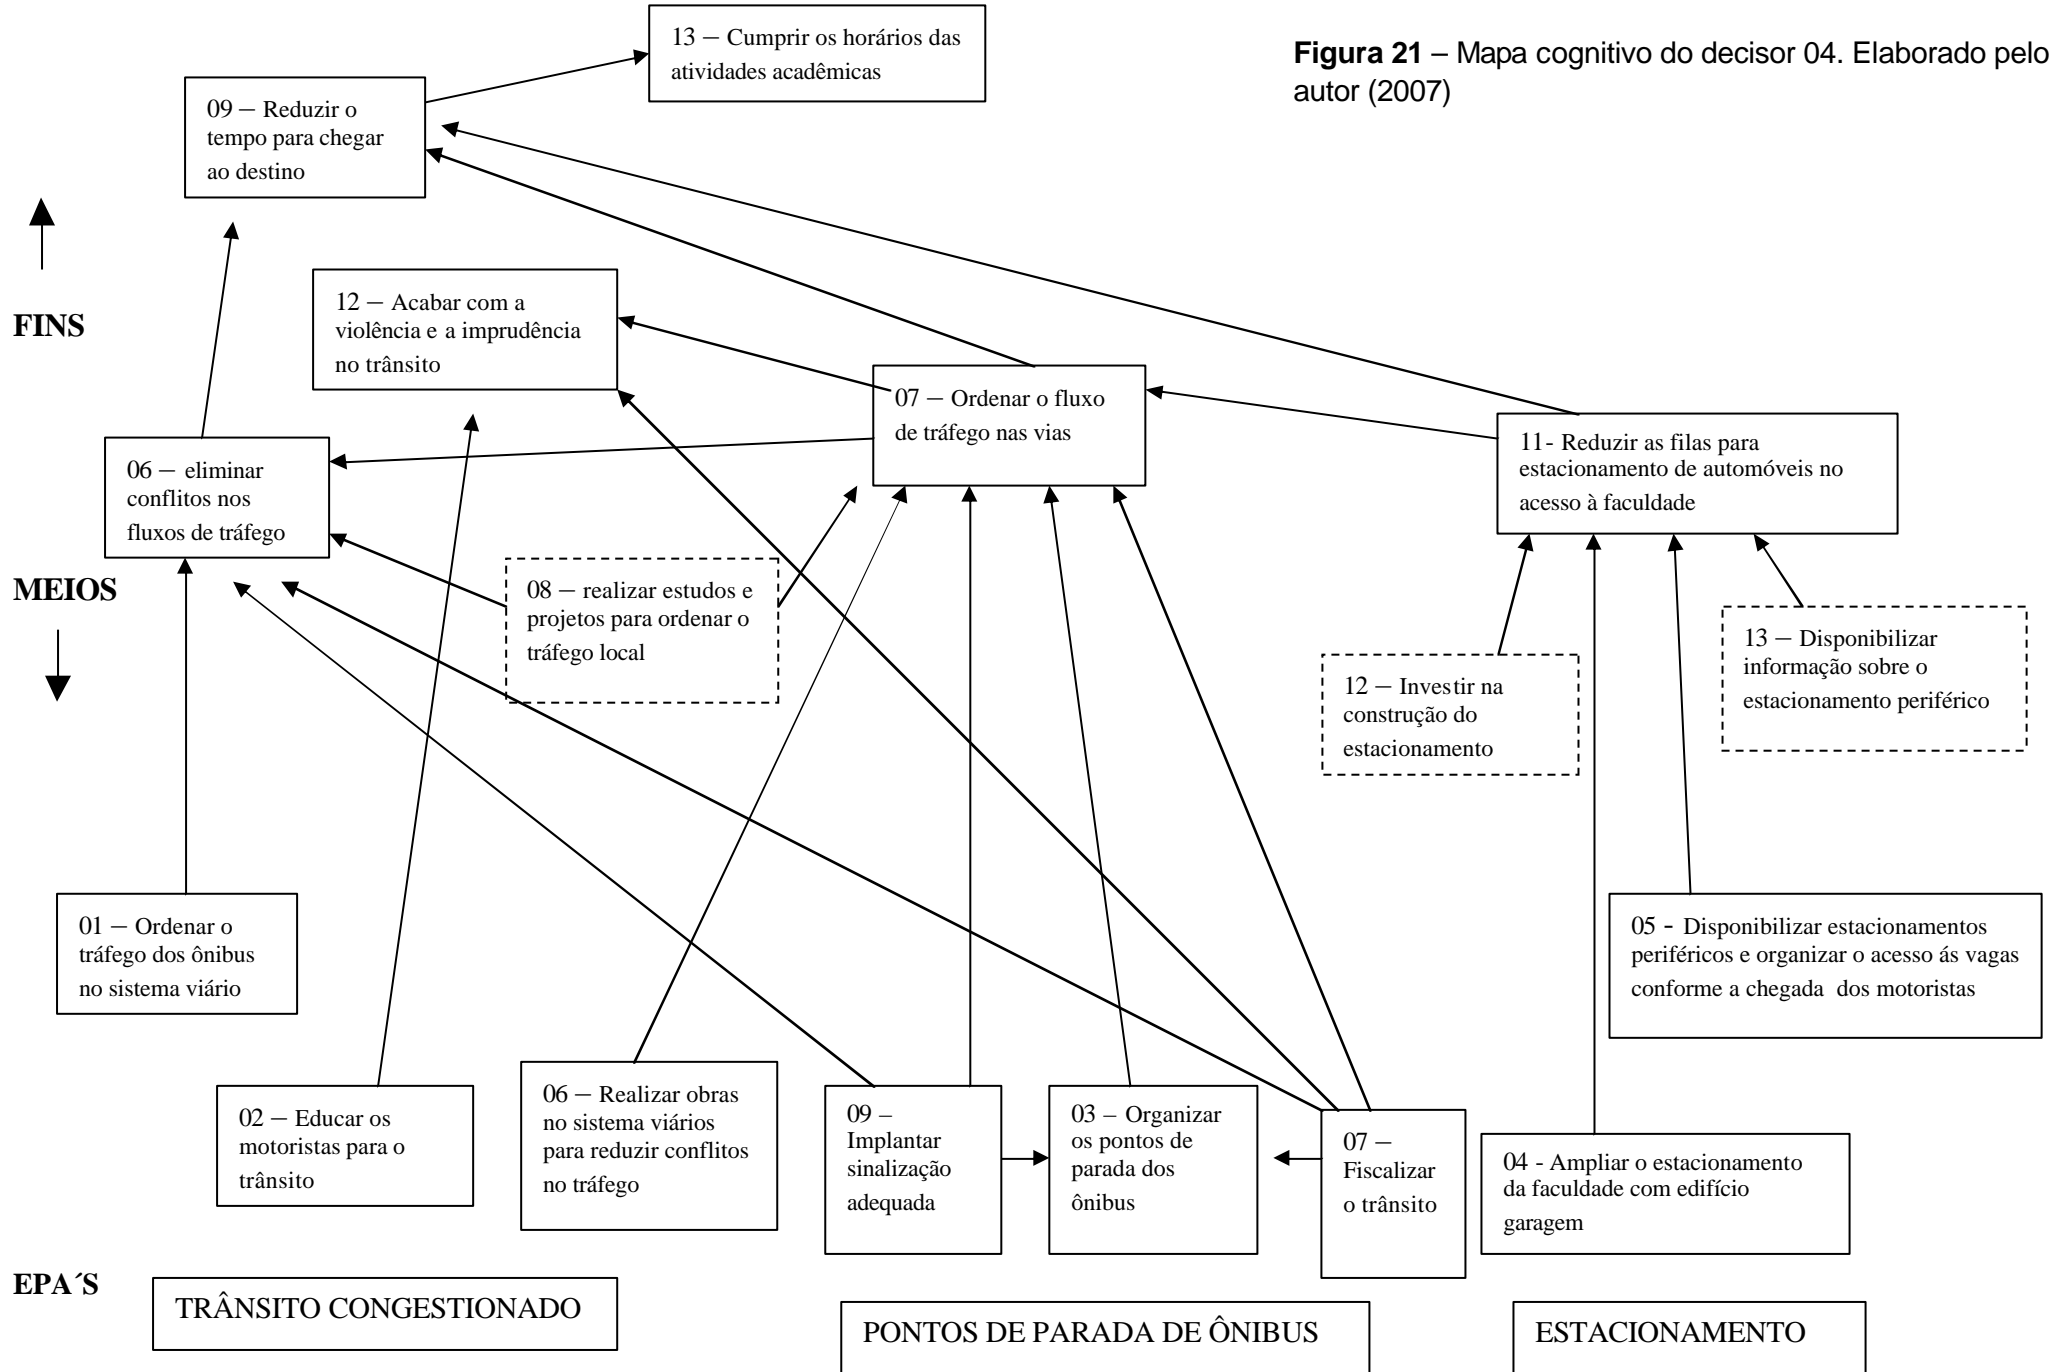 13 – Cumprir os horários das
atividades acadêmicas
Figura 21 – Mapa cognitivo do decisor 04. Elaborado pelo
autor (2007)
09 – Reduzir o
tempo para chegar
ao destino
FINS
12 – Acabar com a
violência e a imprudência
no trânsito
07 – Ordenar o fluxo
de tráfego nas vias
11- Reduzir as filas para
estacionamento de automóveis no
acesso à faculdade
06 – eliminar
conflitos nos
fluxos de tráfego
MEIOS
08 – realizar estudos e
projetos para ordenar o
tráfego local
12 – Investir na
construção do
estacionamento
13 – Disponibilizar
informação sobre o
estacionamento periférico
01 – Ordenar o
tráfego dos ônibus
no sistema viário
05 - Disponibilizar estacionamentos
periféricos e organizar o acesso ás vagas
conforme a chegada dos motoristas
02 – Educar os
motoristas para o
trânsito
06 – Realizar obras
no sistema viários
para reduzir conflitos
no tráfego
09 –
Implantar
sinalização
adequada
03 – Organizar
os pontos de
parada dos
ônibus
07 –
Fiscalizar
o trânsito
04 - Ampliar o estacionamento
da faculdade com edifício
garagem
EPA´S
TRÂNSITO CONGESTIONADO
PONTOS DE PARADA DE ÔNIBUS
ESTACIONAMENTO